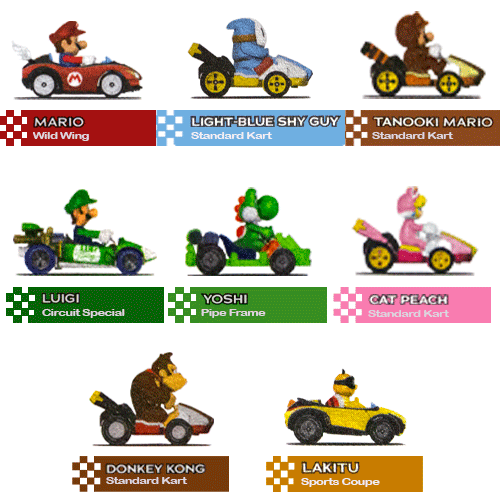 MARIO
Wild Wing
LIGHT-BLUE SHY GUY
Standard Kart
TANOOKI MARIO
Standard Kart
LUIGI
Circuit Special
YOSHI
Pipe Frame
CAT PEACH
Standard Kart
DONKEY KONG
Standard Kart
LAKITU
Sports Coupe